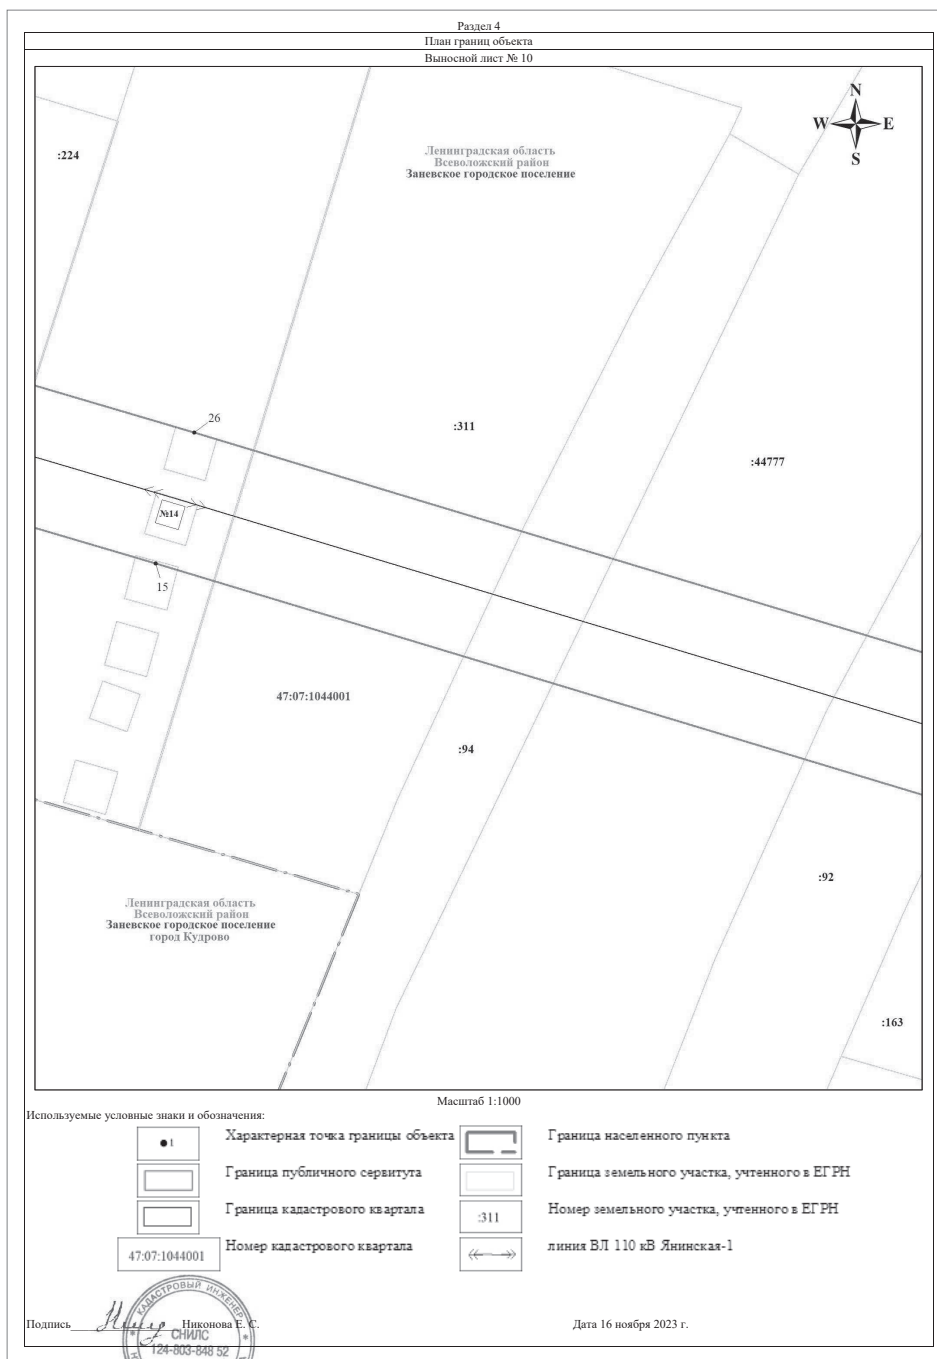 Раздел 4
План границ объекта
Выносной лист № 10
N
W E
S
:224
Ленинградская область
Всеволожский район
Заневское городское поселение
26
:311
:44777
№14
15
47:07:1044001
:94
:92
Ленинградская область
Всеволожский район
Заневское городское поселение
город Кудрово
:163
Масштаб 1:1000
Используемые условные знаки и обозначения:
1 Характерная точка границы объекта
Граница населенного пункта
Граница публичного сервитута
Граница земельного участка, учтенного в ЕГРН
Граница кадастрового квартала
:311 Номер земельного участка, учтенного в ЕГРН
47:07:1044001 Номер кадастрового квартала
линия ВЛ 110 кВ Янинская-1
КАДАСТРОВЫЙ ИНЖЕНЕР
Подпись Никонова Е. С. Дата 16 ноября 2023 г.
СНИЛС
124-803-848 52